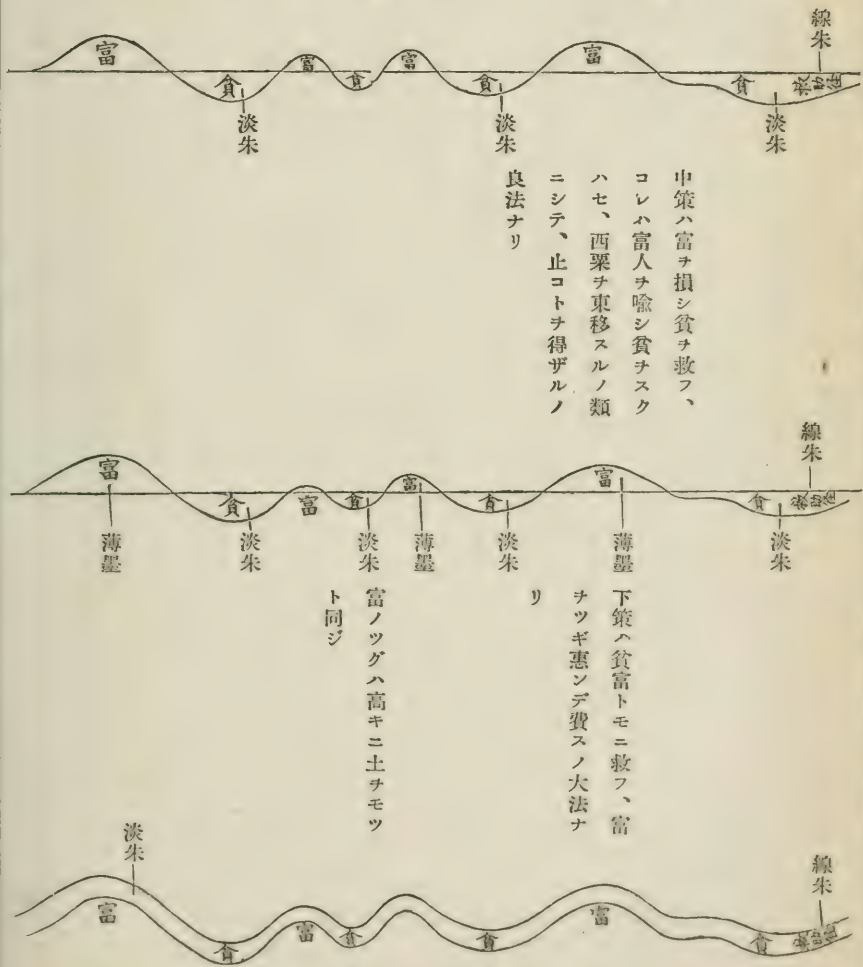 線朱
貧
淡朱
富
貧
淡朱
富
貧
富
貧
淡朱
富
中策ハ富ヲ損シ貧ヲ救フ、
コレハ富人ヲ喩シ貧ヲスク
ハセ、西粟ヲ東移スルノ類
ニシテ、止コトヲ得ザルノ
良法ナリ
線朱
貧
淡朱
富
薄墨
貧
淡朱
富
薄墨
貧
淡朱
富
貧
淡朱
富
薄墨
下策ハ貧富トモニ救フ、富
ヲツギ惠ンデ費スノ大法ナ
リ
富ノツグハ高キニ土ヲモツ
ト同ジ
線朱
貧
富
貧
貧
富
貧
富
淡朱